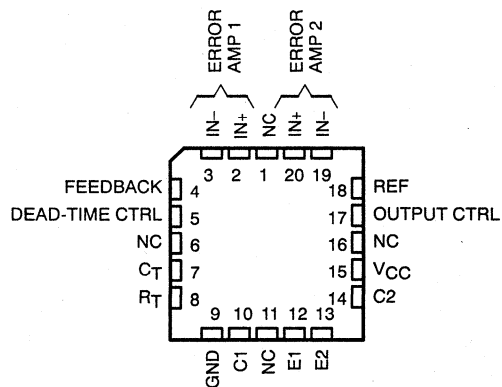 ERROR
AMP 1
ERROR
AMP 2
IN− IN+ NC IN+ IN−
3 2 1 20 19
FEEDBACK 4 18 REF
DEAD-TIME CTRL 5 17 OUTPUT CTRL
NC 6 16 NC
CT 7 15 VCC
RT 8 14 C2
9 10 11 12 13
GND C1 NC E1 E2